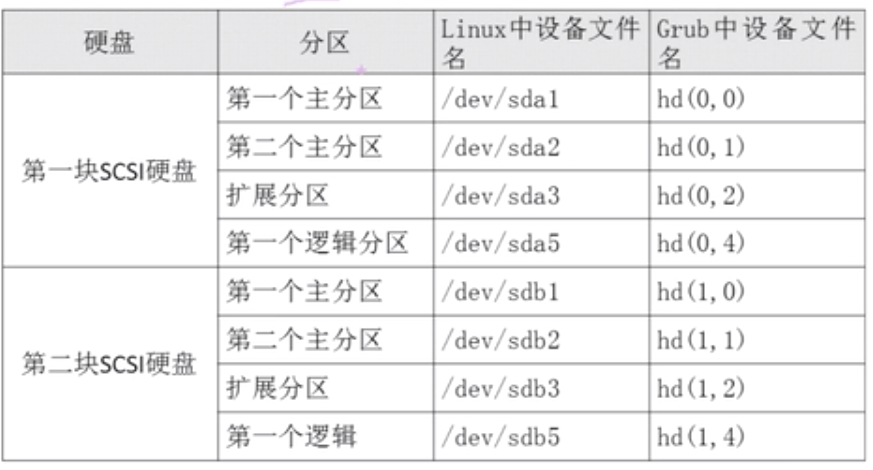 硬盘 分区 Linux中设备文件名 Grub中设备文件名
第一块SCSI硬盘
第一个主分区 /dev/sda1 hd(0,0)
第二个主分区 /dev/sda2 hd(0,1)
扩展分区 /dev/sda3 hd(0,2)
第一个逻辑分区 /dev/sda5 hd(0,4)
第二块SCSI硬盘
第一个主分区 /dev/sdb1 hd(1,0)
第二个主分区 /dev/sdb2 hd(1,1)
扩展分区 /dev/sdb3 hd(1,2)
第一个逻辑 /dev/sdb5 hd(1,4)